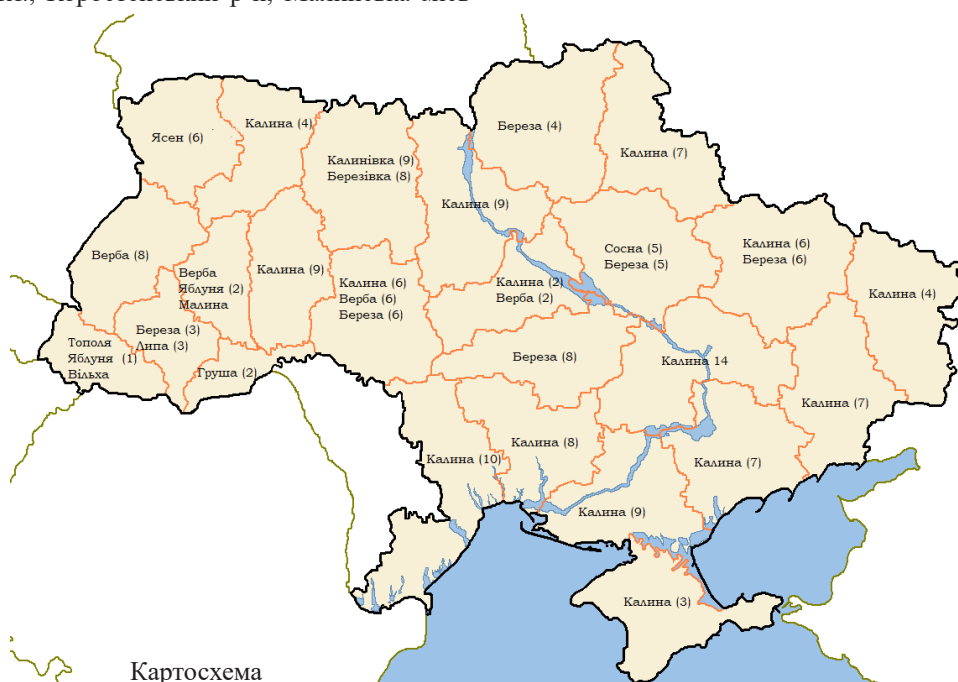 Коростенський р-н, Малинівка
Ясен (6)
Калина (4)
Калинівка (9)
Березівка (8)
Береза (4)
Калина (7)
Калина (9)
Верба (8)
Верба
Яблуня (2)
Малина
Калина (9)
Калина (6)
Верба (6)
Береза (6)
Калина (2)
Верба (2)
Сосна (5)
Береза (5)
Калина (6)
Береза (6)
Калина (4)
Тополя
Яблуня (1)
Вільха
Береза (3)
Липа (3)
Груша (2)
Береза (8)
Калина 14
Калина (7)
Калина (10)
Калина (8)
Калина (7)
Калина (9)
Калина (3)
Картосхема